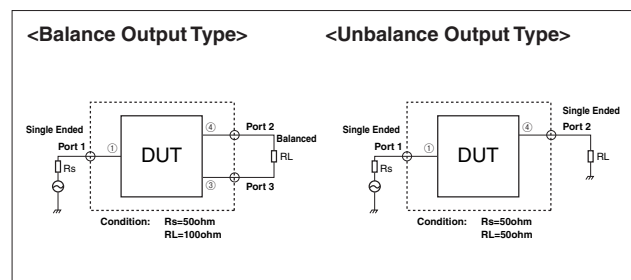 <Balance Output Type>
Single Ended
Port 1
Rs
①
DUT
④
③
Port 2
Balanced
RL
Port 3
Condition: Rs=50ohm
RL=100ohm
<Unbalance Output Type>
Single Ended
Port 1
Rs
①
DUT
④
Single Ended
Port 2
RL
Condition: Rs=50ohm
RL=50ohm